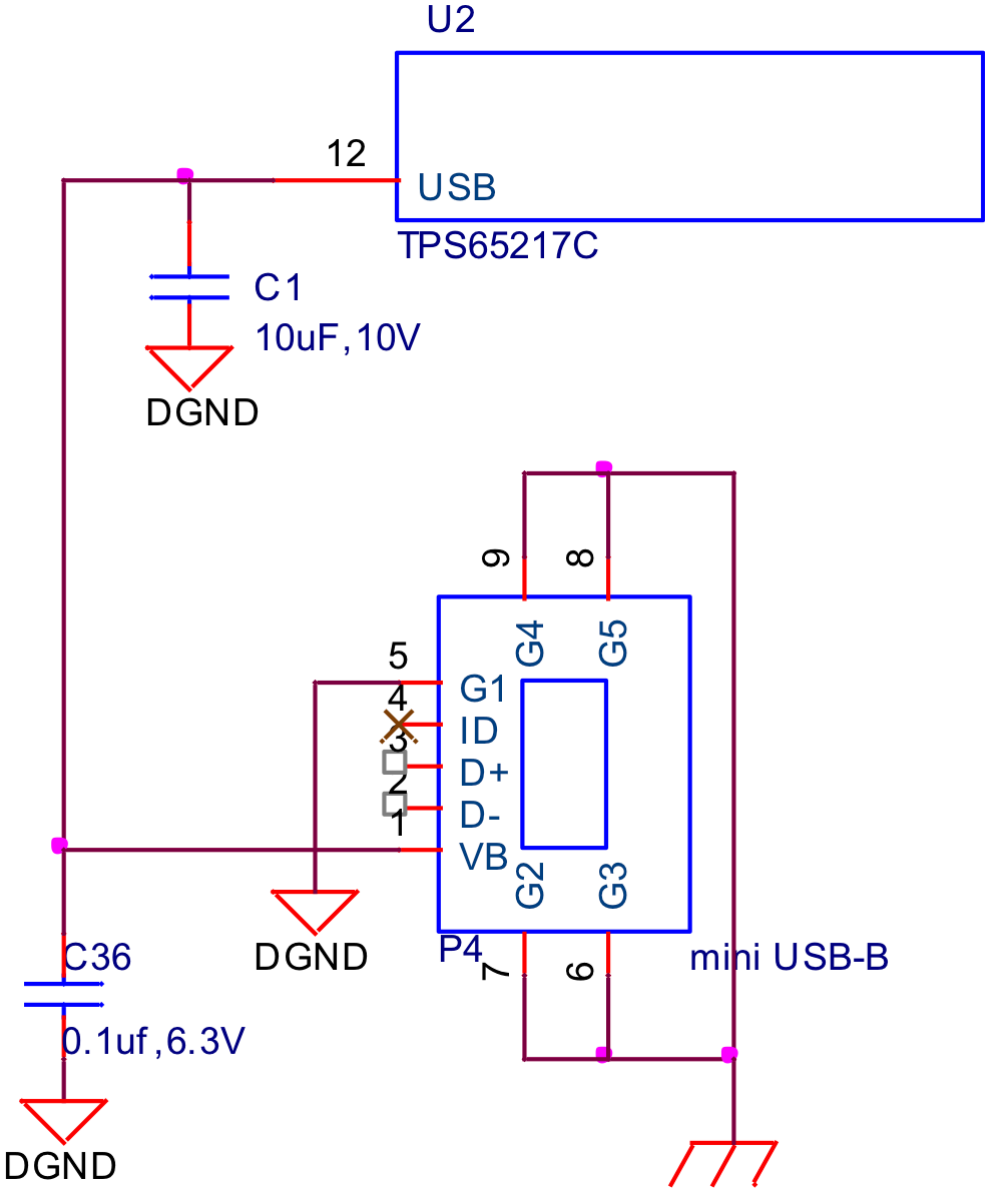 U2
12
USB
TPS65217C
C1
10uF,10V
DGND
9
8
G4
G5
5
G1
4
ID
3
D+
2
D-
1
VB
G2
G3
DGND
P4
mini USB-B
7
6
C36
0.1uf,6.3V
DGND